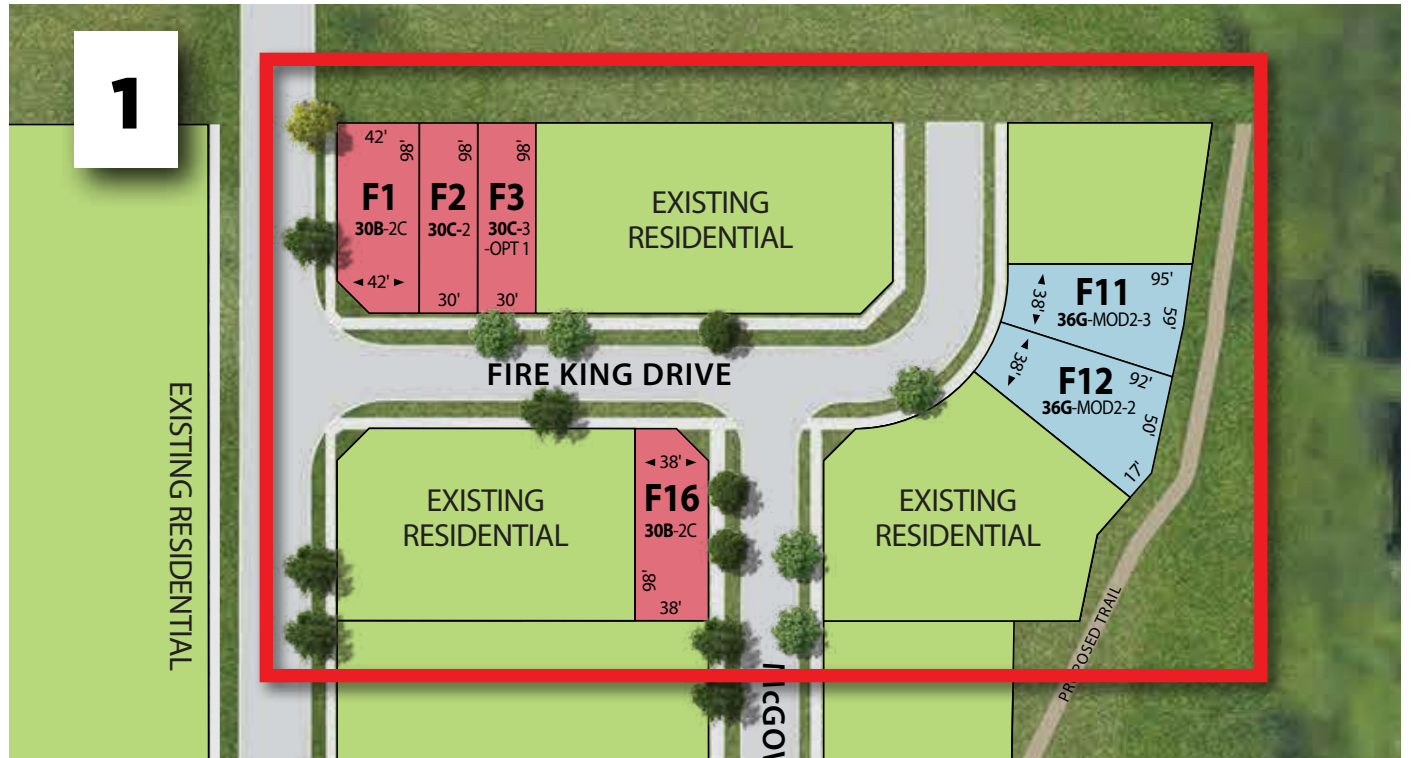 1
42'
98'
98'
98'
F1
F2
F3
30B-2C
30C-2
30C-3
-OPT 1
◄ 42' ►
30'
30'
EXISTING
RESIDENTIAL
95'
F11
36G-MOD2-3
◄ 38' ►
59'
F12
92'
36G-MOD2-2
◄ 38' ►
50'
17'
FIRE KING DRIVE
EXISTING RESIDENTIAL
EXISTING
RESIDENTIAL
◄ 38' ►
F16
30B-2C
98'
38'
EXISTING
RESIDENTIAL
PROPOSED TRAIL